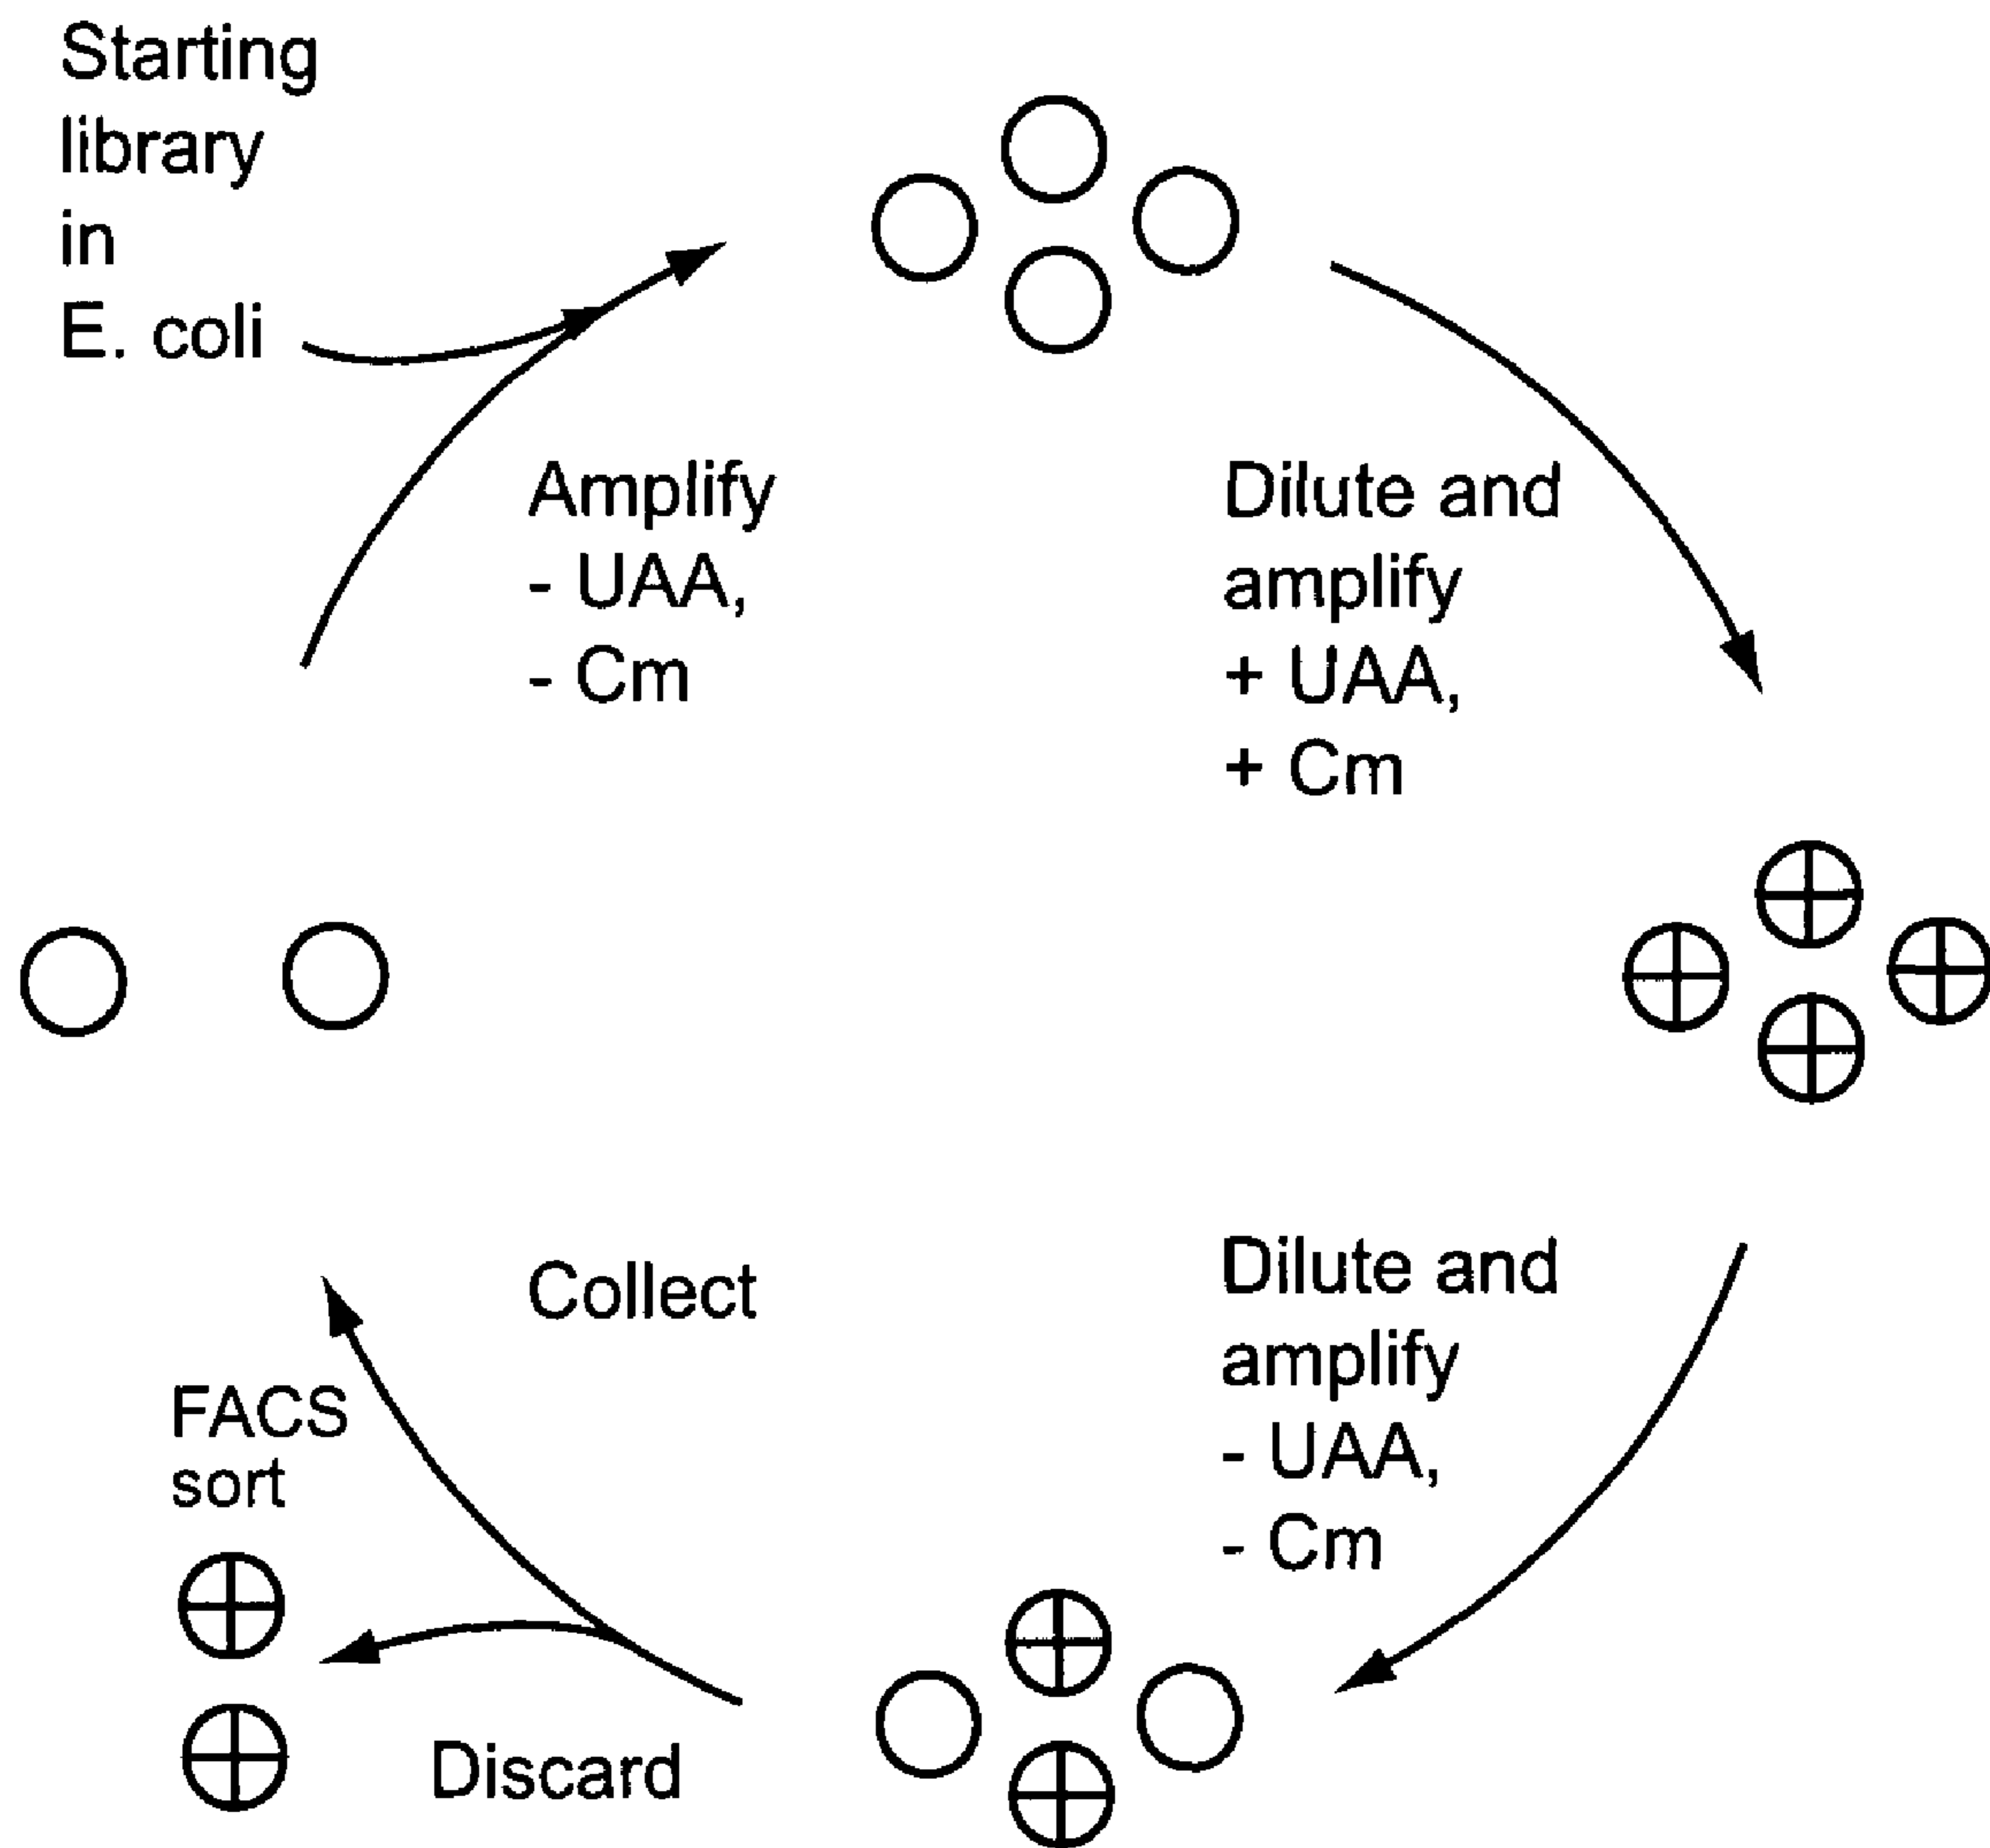 Starting
library
in
E. coli
Amplify
- UAA,
- Cm
Dilute and
amplify
+ UAA,
+ Cm
Dilute and
amplify
- UAA,
- Cm
Collect
FACS
sort
Discard